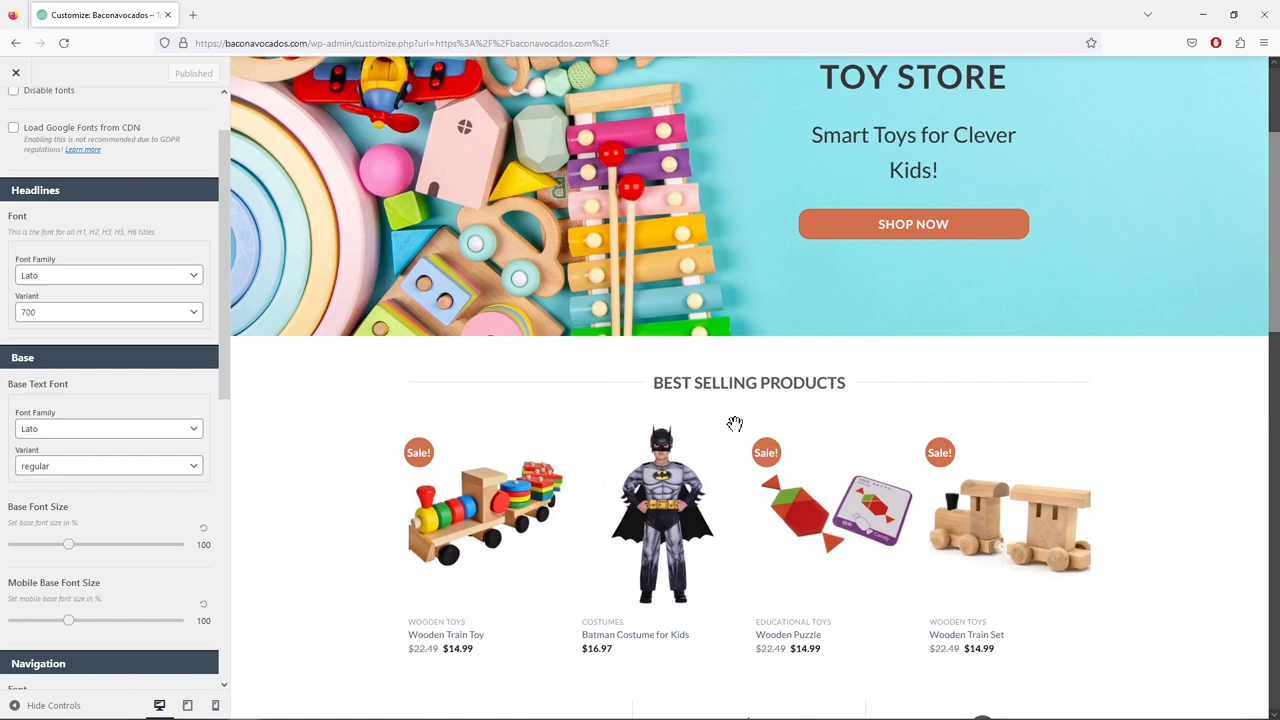 Customize: Baconavocados – To
https://baconavocados.com/wp-admin/customize.php?url=https%3A%2F%2Fbaconavocados.com%2F
Published
Disable fonts
Load Google Fonts from CDN
Enabling this is not recommended due to GDPR
regulations! Learn more
Headlines
Font
This is the font for all H1, H2, H3, H5, H6 titles.
Font Family
Lato
Variant
700
Base
Base Text Font
Font Family
Lato
Variant
regular
Base Font Size
Set base font size in %.
100
Mobile Base Font Size
Set mobile base font size in %.
100
Navigation
Font
Hide Controls
TOY STORE
Smart Toys for Clever
Kids!
SHOP NOW
BEST SELLING PRODUCTS
Sale!
Sale!
Sale!
WOODEN TOYS
Wooden Train Toy
$22.49 $14.99
COSTUMES
Batman Costume for Kids
$16.97
EDUCATIONAL TOYS
Wooden Puzzle
$22.49 $14.99
WOODEN TOYS
Wooden Train Set
$22.49 $14.99